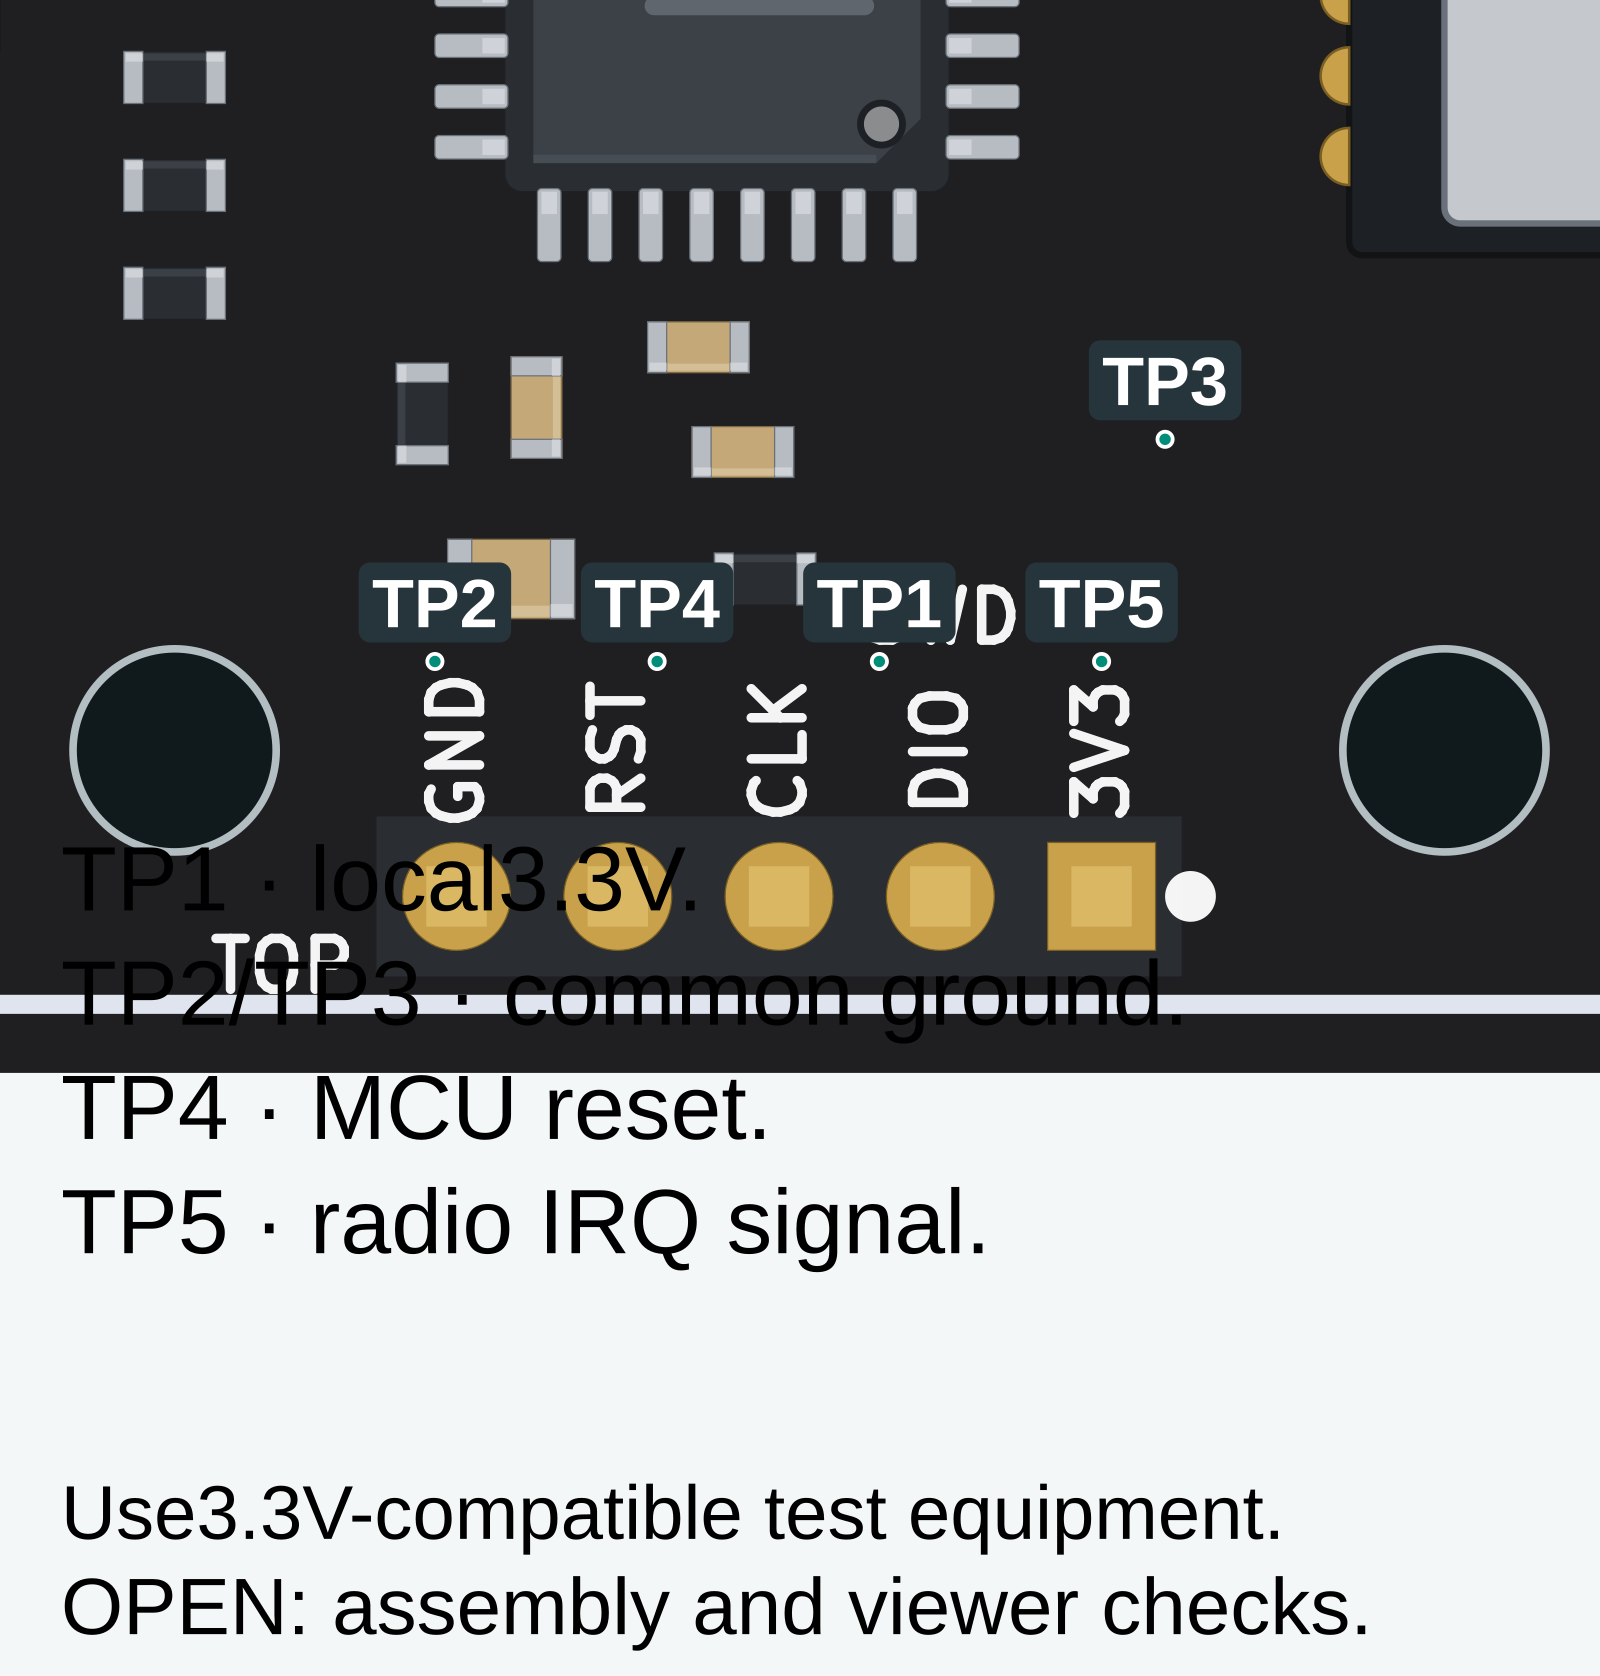 TP3
TP2 TP4 TP1 TP5
GND RST CLK DIO 3V3
TP1 · local3.3V.
TOP
TP2/TP3 · common ground.
TP4 · MCU reset.
TP5 · radio IRQ signal.
Use3.3V-compatible test equipment.
OPEN: assembly and viewer checks.